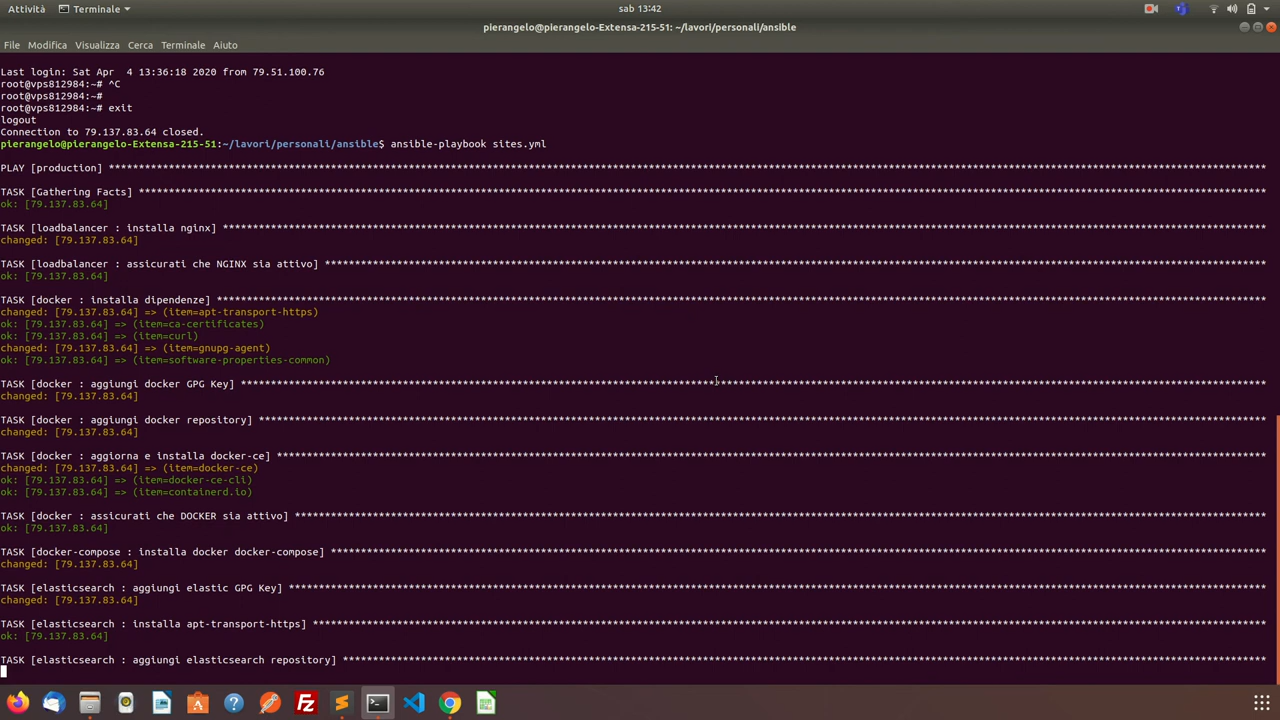 Attività
Terminale
sab 13:42
pierangelo@pierangelo-Extensa-215-51: ~/lavori/personali/ansible
File Modifica Visualizza Cerca Terminale Aiuto
Last login: Sat Apr  4 13:36:18 2020 from 79.51.100.76
root@vps812984:~# ^C
root@vps812984:~#
root@vps812984:~# exit
logout
Connection to 79.137.83.64 closed.
pierangelo@pierangelo-Extensa-215-51:~/lavori/personali/ansible$ ansible-playbook sites.yml
PLAY [production] ************************************************************
TASK [Gathering Facts] ************************************************************
ok: [79.137.83.64]
TASK [loadbalancer : installa nginx] ************************************************************
changed: [79.137.83.64]
TASK [loadbalancer : assicurati che NGINX sia attivo] ************************************************************
ok: [79.137.83.64]
TASK [docker : installa dipendenze] ************************************************************
changed: [79.137.83.64] => (item=apt-transport-https)
ok: [79.137.83.64] => (item=ca-certificates)
ok: [79.137.83.64] => (item=curl)
changed: [79.137.83.64] => (item=gnupg-agent)
ok: [79.137.83.64] => (item=software-properties-common)
TASK [docker : aggiungi docker GPG Key] ************************************************************
changed: [79.137.83.64]
TASK [docker : aggiungi docker repository] ************************************************************
changed: [79.137.83.64]
TASK [docker : aggiorna e installa docker-ce] ************************************************************
changed: [79.137.83.64] => (item=docker-ce)
ok: [79.137.83.64] => (item=docker-ce-cli)
ok: [79.137.83.64] => (item=containerd.io)
TASK [docker : assicurati che DOCKER sia attivo] ************************************************************
ok: [79.137.83.64]
TASK [docker-compose : installa docker docker-compose] ************************************************************
changed: [79.137.83.64]
TASK [elasticsearch : aggiungi elastic GPG Key] ************************************************************
changed: [79.137.83.64]
TASK [elasticsearch : installa apt-transport-https] ************************************************************
ok: [79.137.83.64]
TASK [elasticsearch : aggiungi elasticsearch repository] ************************************************************